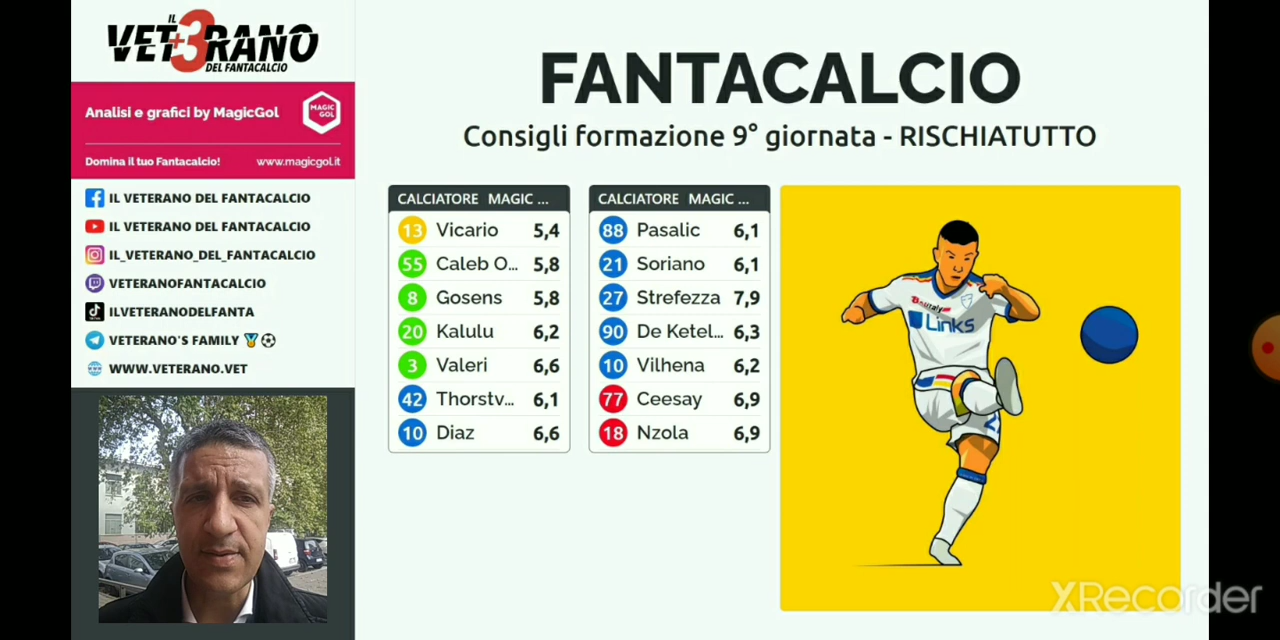 IL
VET+3RANO
DEL FANTACALCIO
Analisi e grafici by MagicGol
MAGIC
GOL
Domina il tuo Fantacalcio! www.magicgol.it
IL VETERANO DEL FANTACALCIO
IL VETERANO DEL FANTACALCIO
IL_VETERANO_DEL_FANTACALCIO
VETERANOFANTACALCIO
ILVETERANODELFANTA
VETERANO'S FAMILY
WWW.VETERANO.VET
FANTACALCIO
Consigli formazione 9° giornata - RISCHIATUTTO
CALCIATORE MAGIC ...
13 Vicario 5,4
55 Caleb O... 5,8
8 Gosens 5,8
20 Kalulu 6,2
3 Valeri 6,6
42 Thorstv... 6,1
10 Diaz 6,6
CALCIATORE MAGIC ...
88 Pasalic 6,1
21 Soriano 6,1
27 Strefezza 7,9
90 De Ketel... 6,3
10 Vilhena 6,2
77 Ceesay 6,9
18 Nzola 6,9
Links
XRecorder